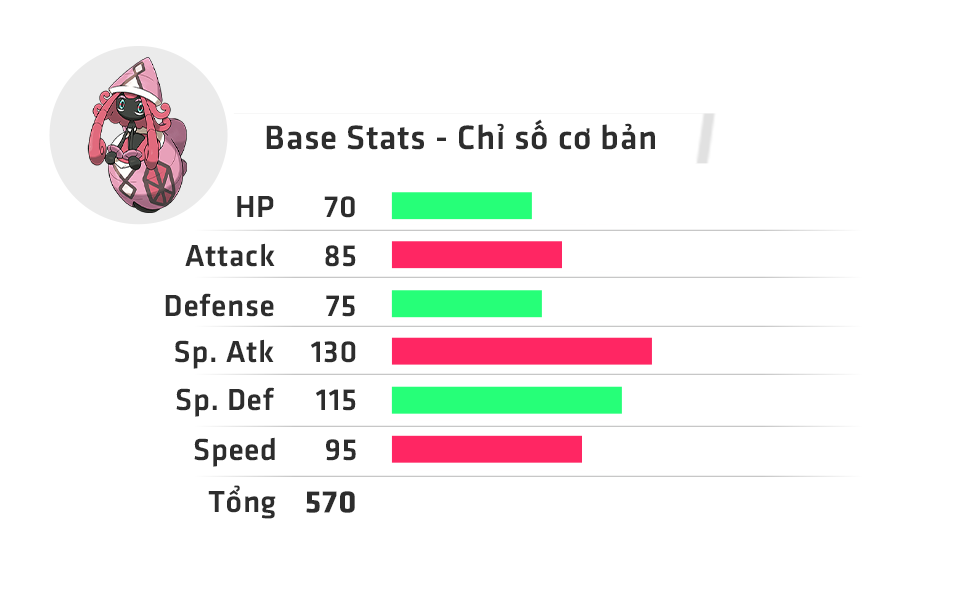 Base Stats - Chỉ số cơ bản
HP 70
Attack 85
Defense 75
Sp. Atk 130
Sp. Def 115
Speed 95
Tổng 570